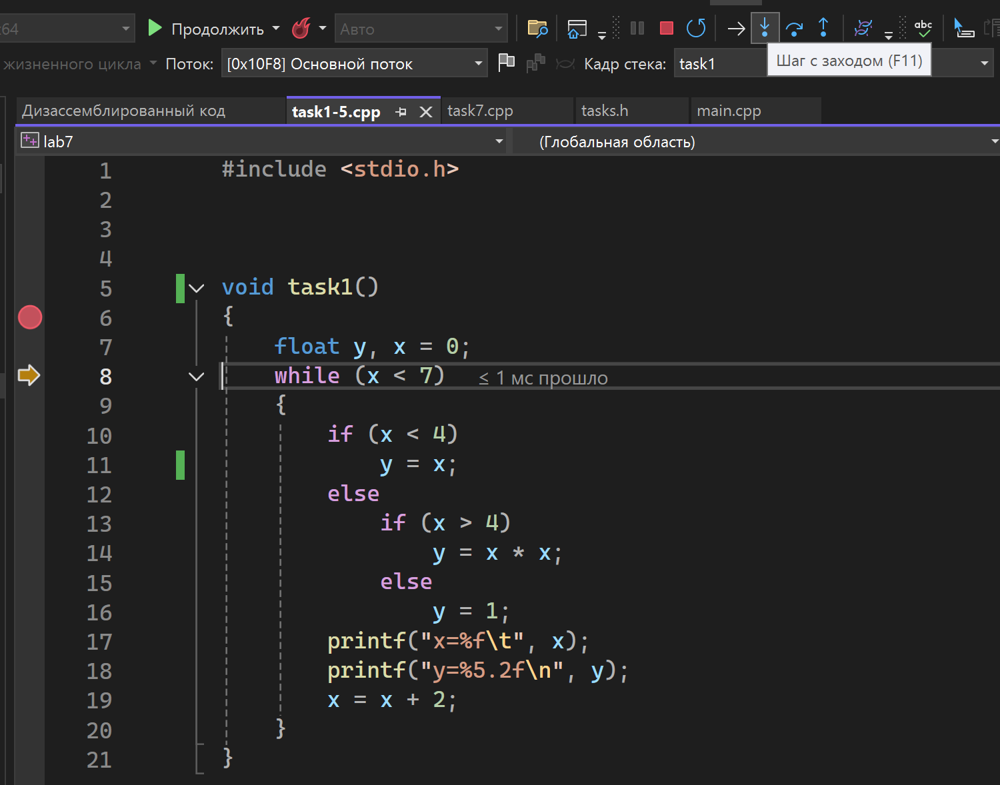 64 Продолжить Авто abc
жизненного цикла Поток: [0x10F8] Основной поток Кадр стека: task1
Шаг с заходом (F11)
Дизассемблированный код task1-5.cpp task7.cpp tasks.h main.cpp
lab7 (Глобальная область)
1 #include <stdio.h>
2
3
4
5 void task1()
6 {
7 float y, x = 0;
8 while (x < 7) ≤ 1 мс прошло
9 {
10 if (x < 4)
11 y = x;
12 else
13 if (x > 4)
14 y = x * x;
15 else
16 y = 1;
17 printf("x=%f\t", x);
18 printf("y=%5.2f\n", y);
19 x = x + 2;
20 }
21 }